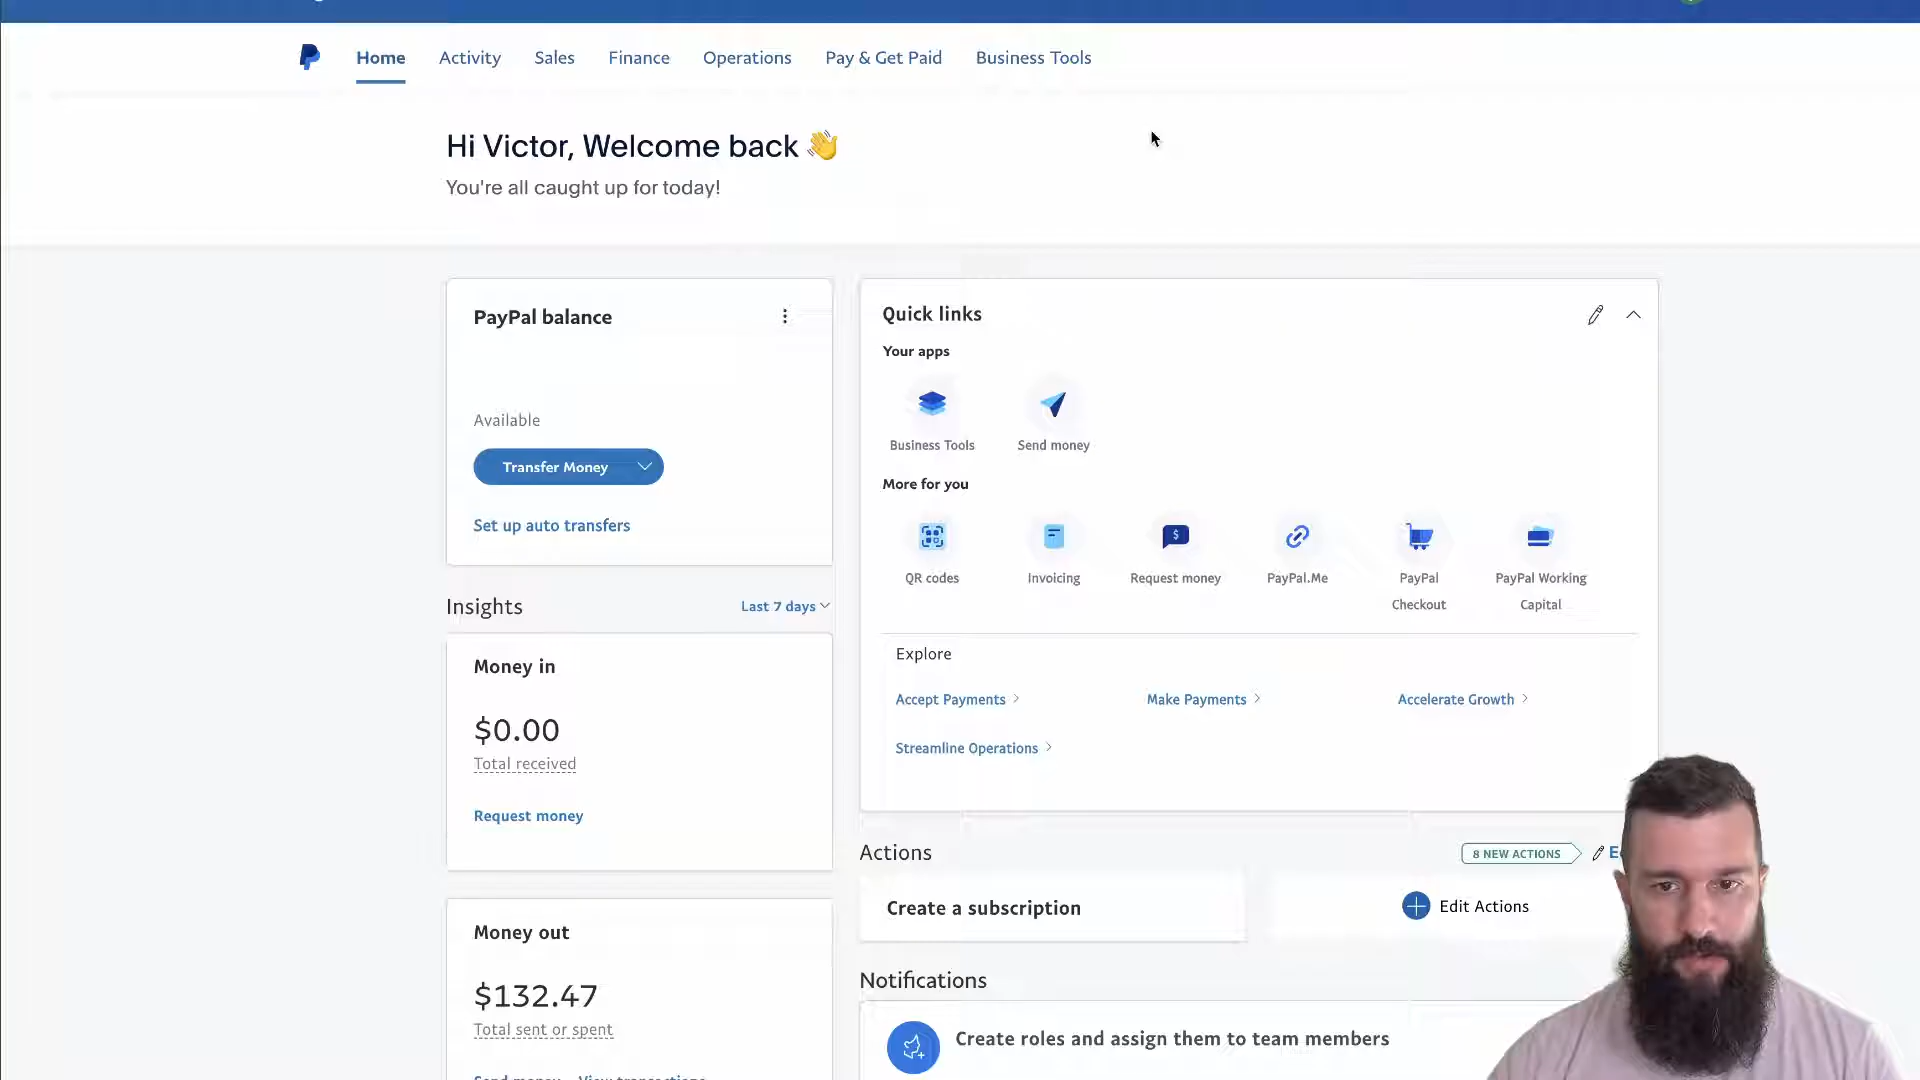 Home Activity Sales Finance Operations Pay & Get Paid Business Tools
Hi Victor, Welcome back 👋
You're all caught up for today!
PayPal balance
Available
Transfer Money
Set up auto transfers
Insights
Last 7 days
Money in
$0.00
Total received
Request money
Money out
$132.47
Total sent or spent
Quick links
Your apps
Business Tools
Send money
More for you
QR codes
Invoicing
Request money
PayPal.Me
PayPal
Checkout
PayPal Working
Capital
Explore
Accept Payments
Make Payments
Accelerate Growth
Streamline Operations
Actions
8 NEW ACTIONS
Create a subscription
Edit Actions
Notifications
Create roles and assign them to team members